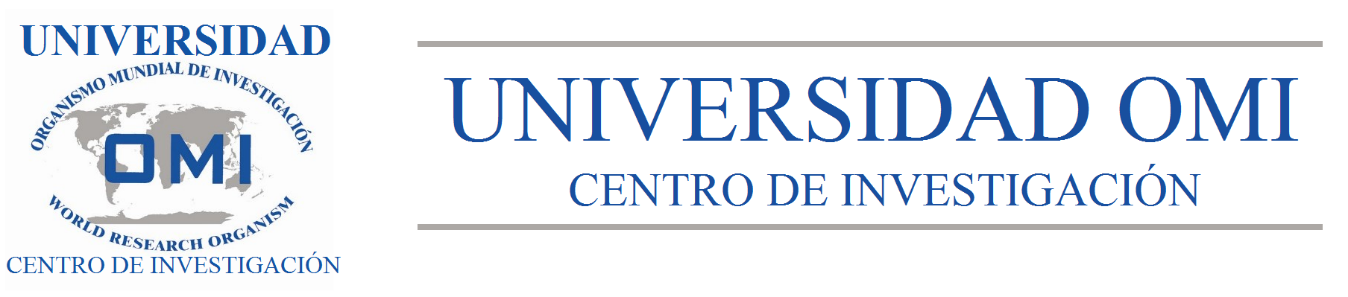 UNIVERSIDAD
ORGANISMO MUNDIAL DE INVESTIGACIÓN
OMI
WORLD RESEARCH ORGANISM
CENTRO DE INVESTIGACIÓN
UNIVERSIDAD OMI
CENTRO DE INVESTIGACIÓN